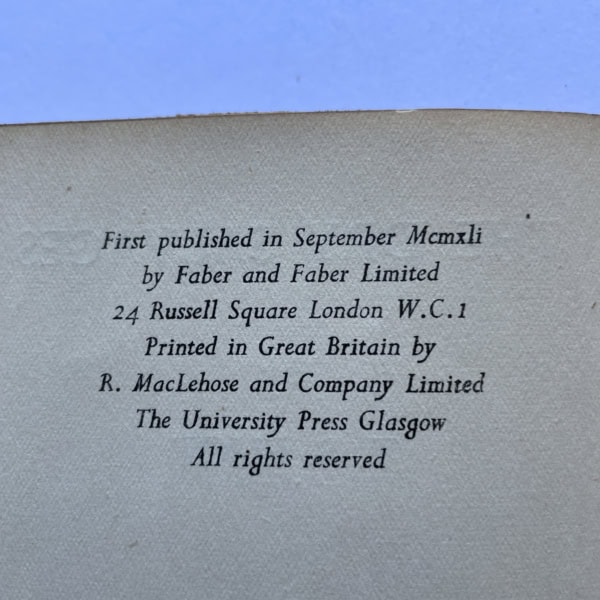 First published in September Mcmxli
by Faber and Faber Limited
24 Russell Square London W.C.1
Printed in Great Britain by
R. MacLehose and Company Limited
The University Press Glasgow
All rights reserved